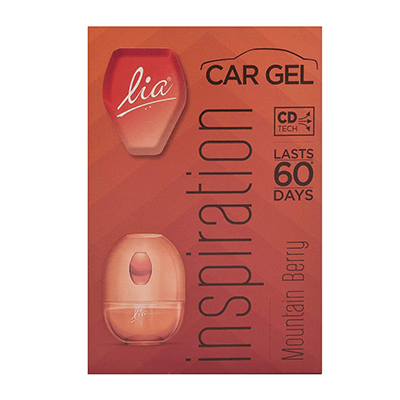 lia®
CAR GEL
CD
TECH
LASTS
60
DAYS
inspiration
Mountain Berry
lia